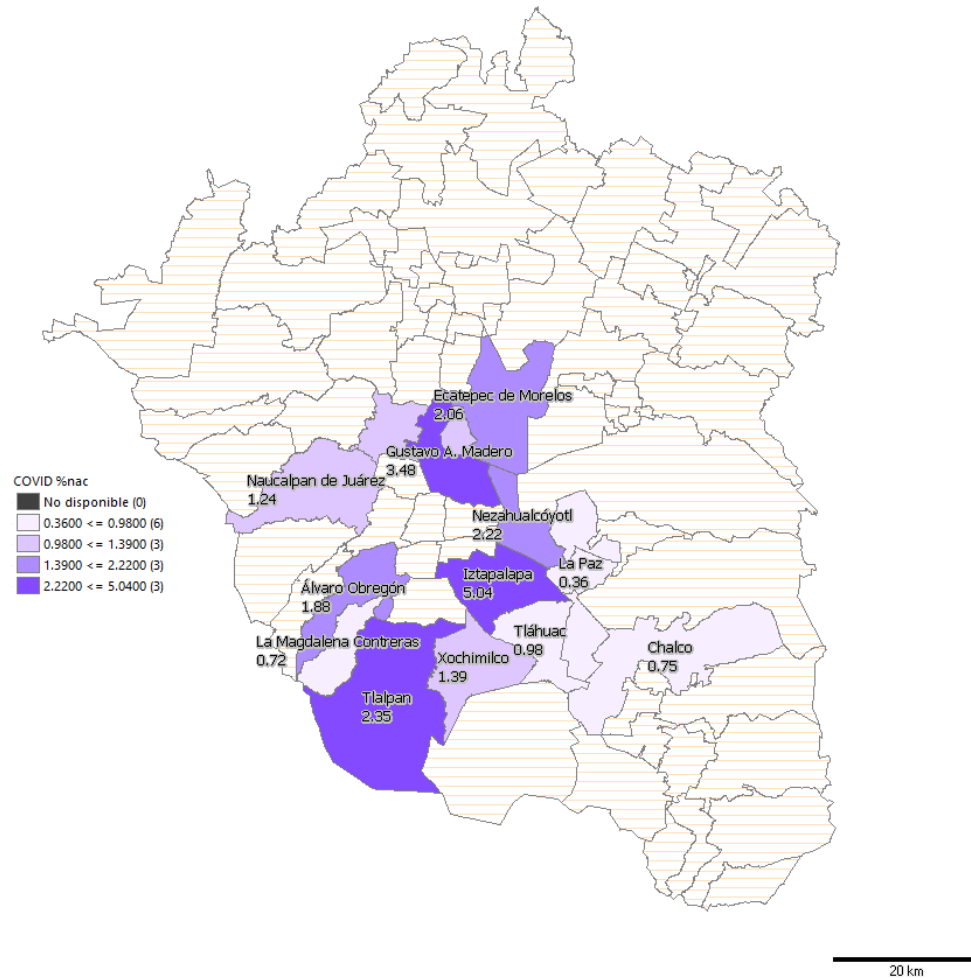 Ecatepec de Morelos
2.06
Gustavo A. Madero
3.48
Naucalpan de Juárez
1.24
COVID %nac
No disponible (0)
0.3600 <= 0.9800 (6)
0.9800 <= 1.3900 (3)
1.3900 <= 2.2200 (3)
2.2200 <= 5.0400 (3)
Nezahualcóyotl
2.22
La Paz
0.36
Iztapalapa
5.04
Álvaro Obregón
1.88
La Magdalena Contreras
0.72
Tláhuac
0.98
Xochimilco
1.39
Chalco
0.75
Tlalpan
2.35
20 km